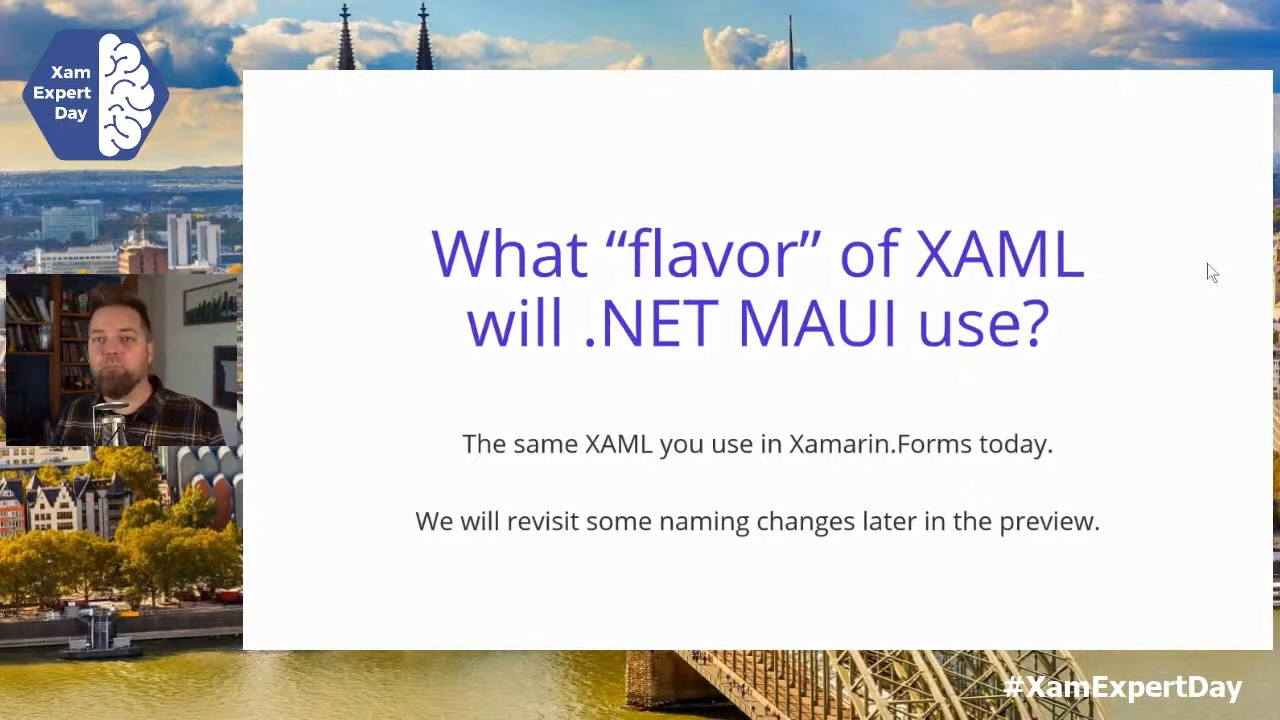 Xam
Expert
Day
What “flavor” of XAML
will .NET MAUI use?
The same XAML you use in Xamarin.Forms today.
We will revisit some naming changes later in the preview.
#XamExpertDay